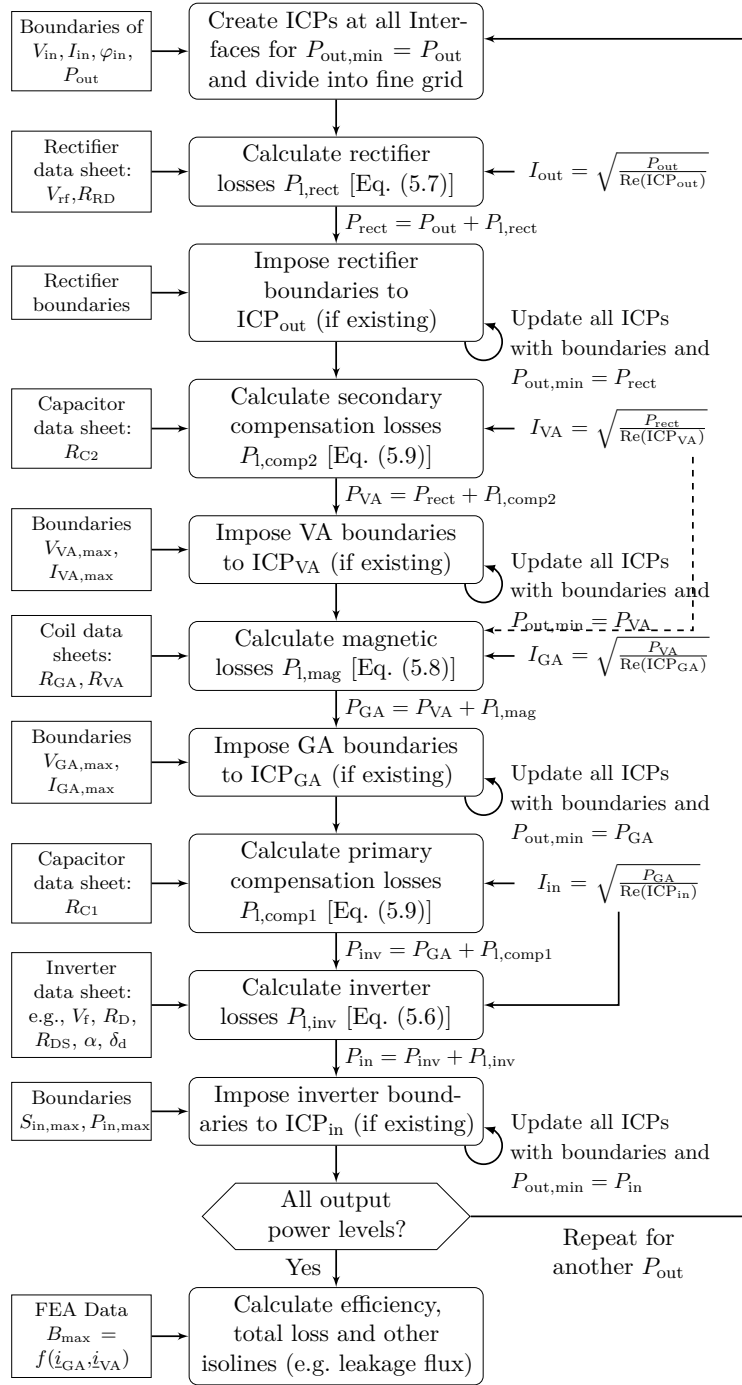 Boundaries of
V_in, I_in, φ_in,
P_out
Create ICPs at all Inter-
faces for P_out,min = P_out
and divide into fine grid
Rectifier
data sheet:
V_rf,R_RD
Calculate rectifier
losses P_l,rect [Eq. (5.7)]
I_out = √(P_out/Re(ICP_out))
P_rect = P_out + P_l,rect
Rectifier
boundaries
Impose rectifier
boundaries to
ICP_out (if existing)
Update all ICPs
with boundaries and
P_out,min = P_rect
Capacitor
data sheet:
R_C2
Calculate secondary
compensation losses
P_l,comp2 [Eq. (5.9)]
I_VA = √(P_rect/Re(ICP_VA))
P_VA = P_rect + P_l,comp2
Boundaries
V_VA,max,
I_VA,max
Impose VA boundaries
to ICP_VA (if existing)
Update all ICPs
with boundaries and
P_out,min = P_VA
Coil data
sheets:
R_GA, R_VA
Calculate magnetic
losses P_l,mag [Eq. (5.8)]
I_GA = √(P_VA/Re(ICP_GA))
P_GA = P_VA + P_l,mag
Boundaries
V_GA,max,
I_GA,max
Impose GA boundaries
to ICP_GA (if existing)
Update all ICPs
with boundaries and
P_out,min = P_GA
Capacitor
data sheet:
R_C1
Calculate primary
compensation losses
P_l,comp1 [Eq. (5.9)]
I_in = √(P_GA/Re(ICP_in))
P_inv = P_GA + P_l,comp1
Inverter
data sheet:
e.g., V_f, R_D,
R_DS, α, δ_d
Calculate inverter
losses P_l,inv [Eq. (5.6)]
P_in = P_inv + P_l,inv
Boundaries
S_in,max, P_in,max
Impose inverter bound-
aries to ICP_in (if existing)
Update all ICPs
with boundaries and
P_out,min = P_in
All output
power levels?
Repeat for
another P_out
Yes
FEA Data
B_max =
f(i_GA,i_VA)
Calculate efficiency,
total loss and other
isolines (e.g. leakage flux)